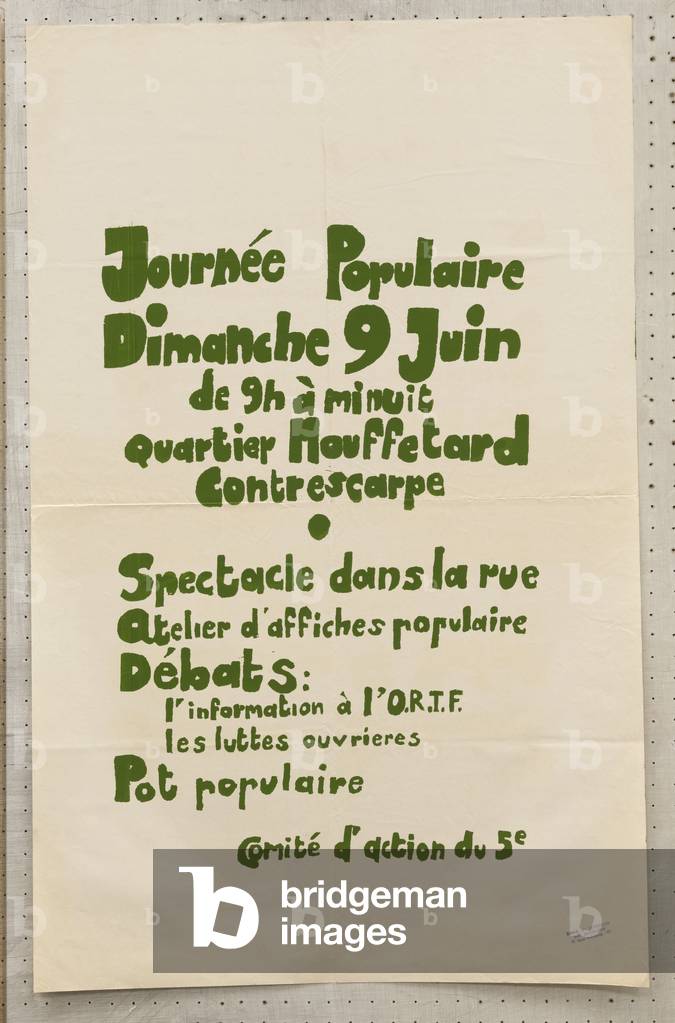 Journée Populaire
Dimanche 9 Juin
de 9h à minuit
quartier Mouffetard
Contrescarpe
Spectacle dans la rue
atelier d'affiches populaire
Débats:
l'information à l'O.R.T.F.
les luttes ouvrieres
Pot populaire
Comité d'action du 5e
b bridgeman
images